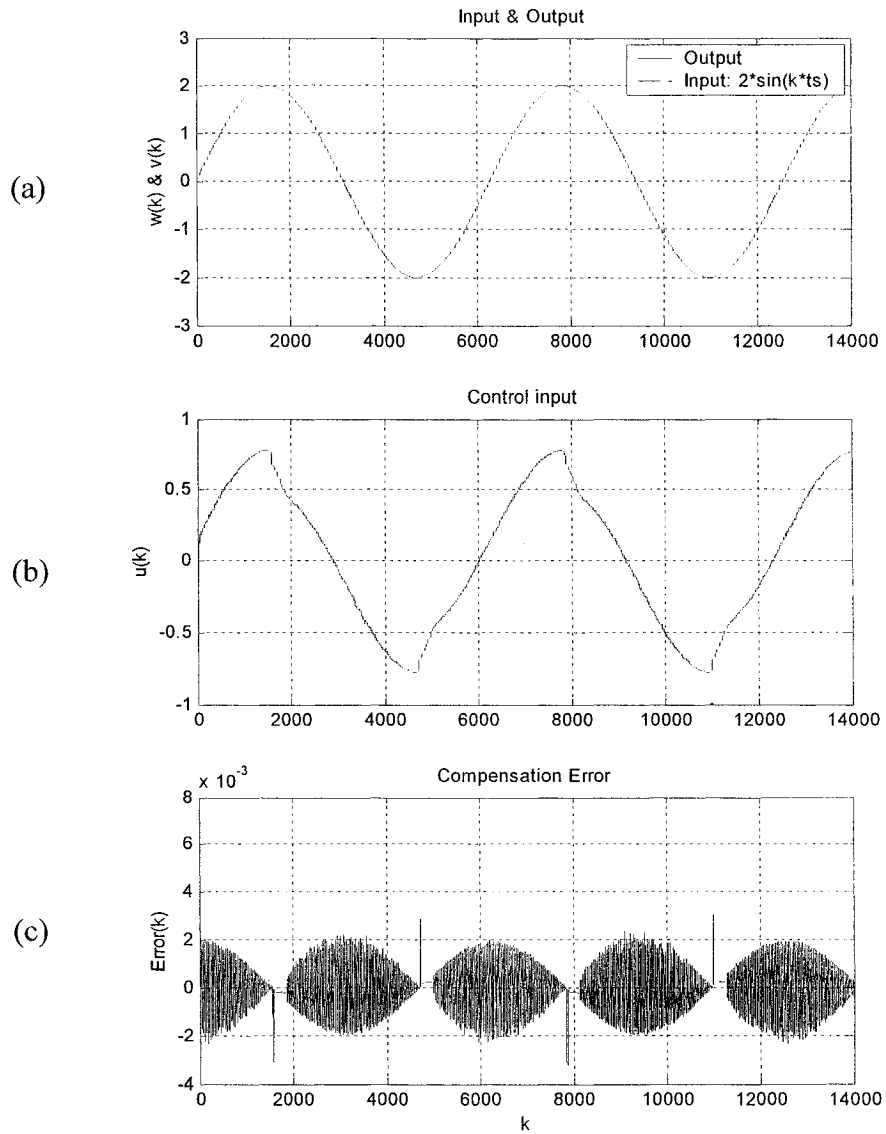 Input & Output
3
2
1
0
-1
-2
-3
w(k) & v(k)
Output
Input: 2*sin(k*ts)
(a)
0 2000 4000 6000 8000 10000 12000 14000
Control input
1
0.5
0
-0.5
-1
u(k)
(b)
0 2000 4000 6000 8000 10000 12000 14000
x 10^-3
Compensation Error
8
6
4
2
0
-2
-4
Error(k)
(c)
0 2000 4000 6000 8000 10000 12000 14000
k